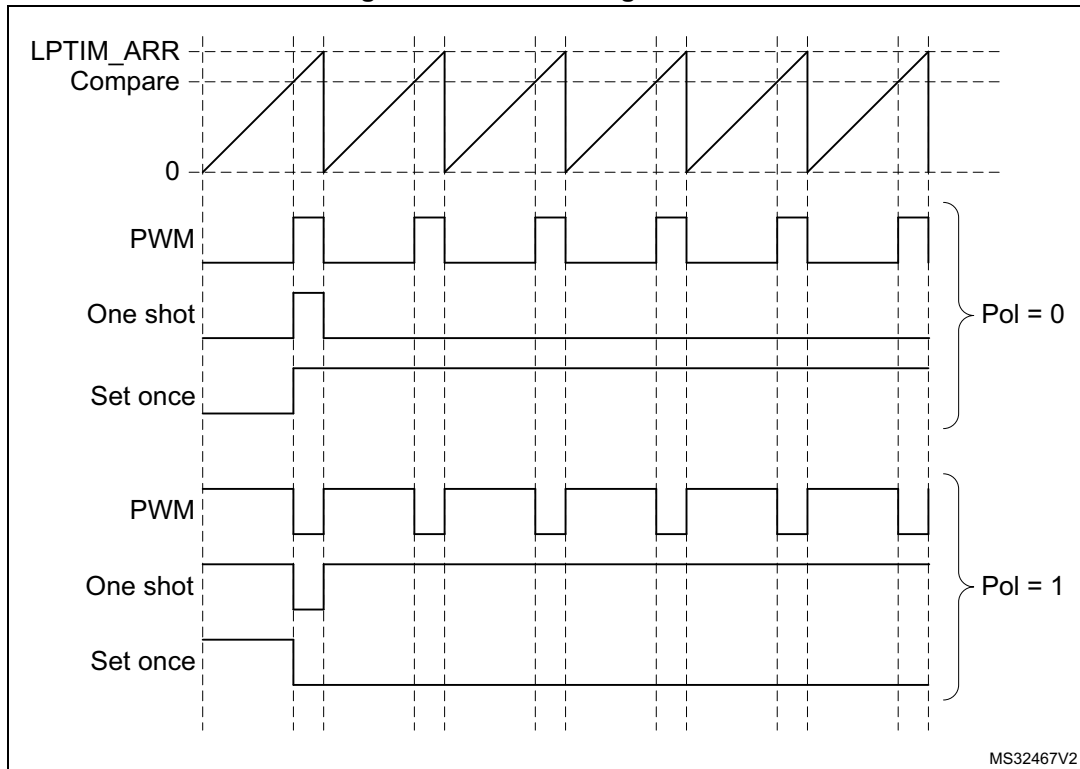 LPTIM_ARR
Compare
0
PWM
One shot
Pol = 0
Set once
PWM
One shot
Pol = 1
Set once
MS32467V2